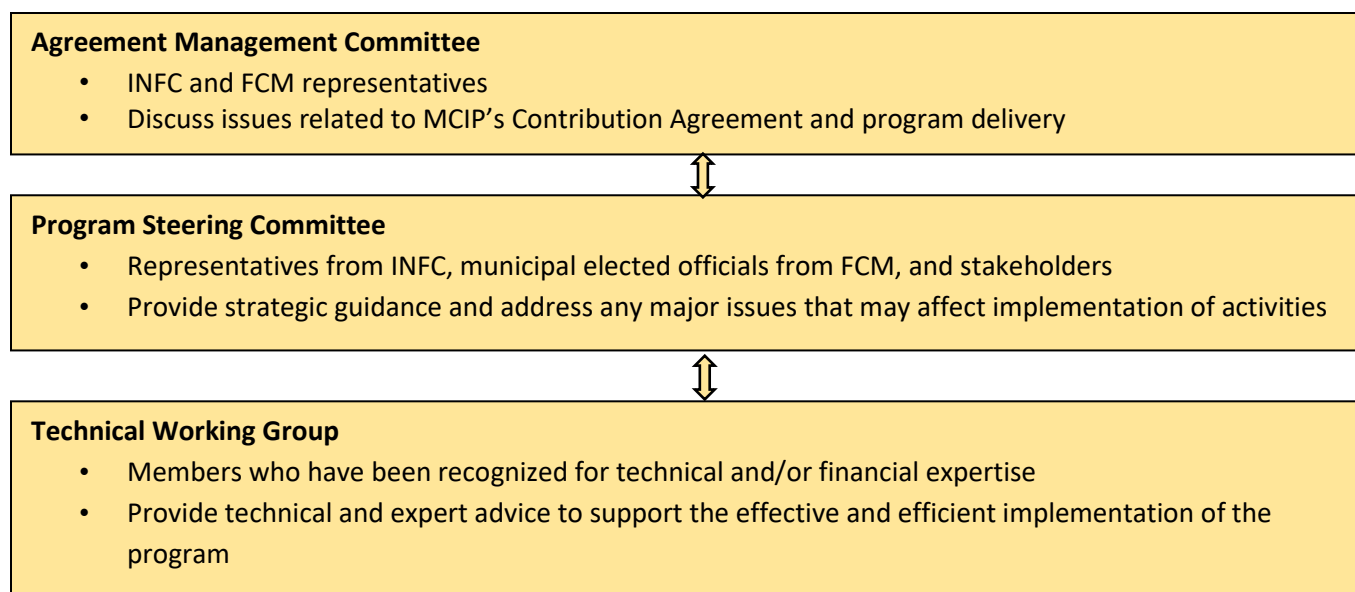 Agreement Management Committee
• INFC and FCM representatives
• Discuss issues related to MCIP’s Contribution Agreement and program delivery
Program Steering Committee
• Representatives from INFC, municipal elected officials from FCM, and stakeholders
• Provide strategic guidance and address any major issues that may affect implementation of activities
Technical Working Group
• Members who have been recognized for technical and/or financial expertise
• Provide technical and expert advice to support the effective and efficient implementation of the
program